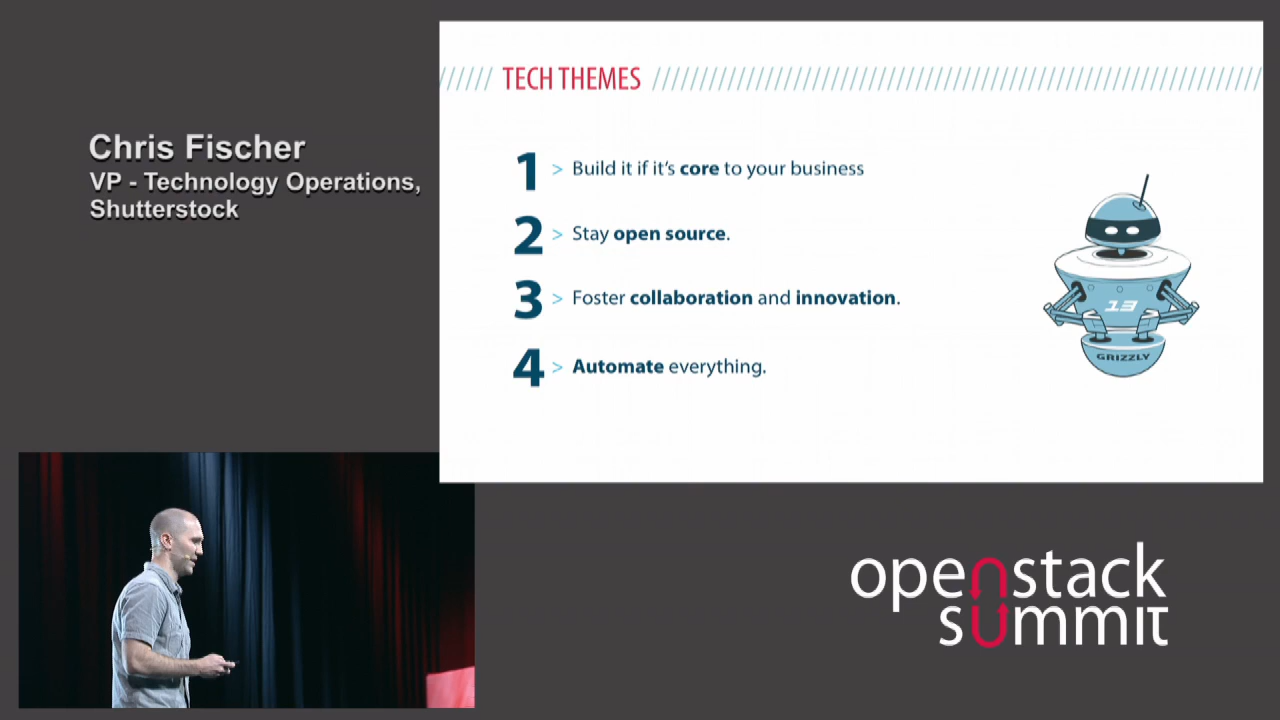 Chris Fischer
VP - Technology Operations,
Shutterstock
TECH THEMES
1 > Build it if it's core to your business
2 > Stay open source.
3 > Foster collaboration and innovation.
4 > Automate everything.
13
GRIZZLY
openstack
summit